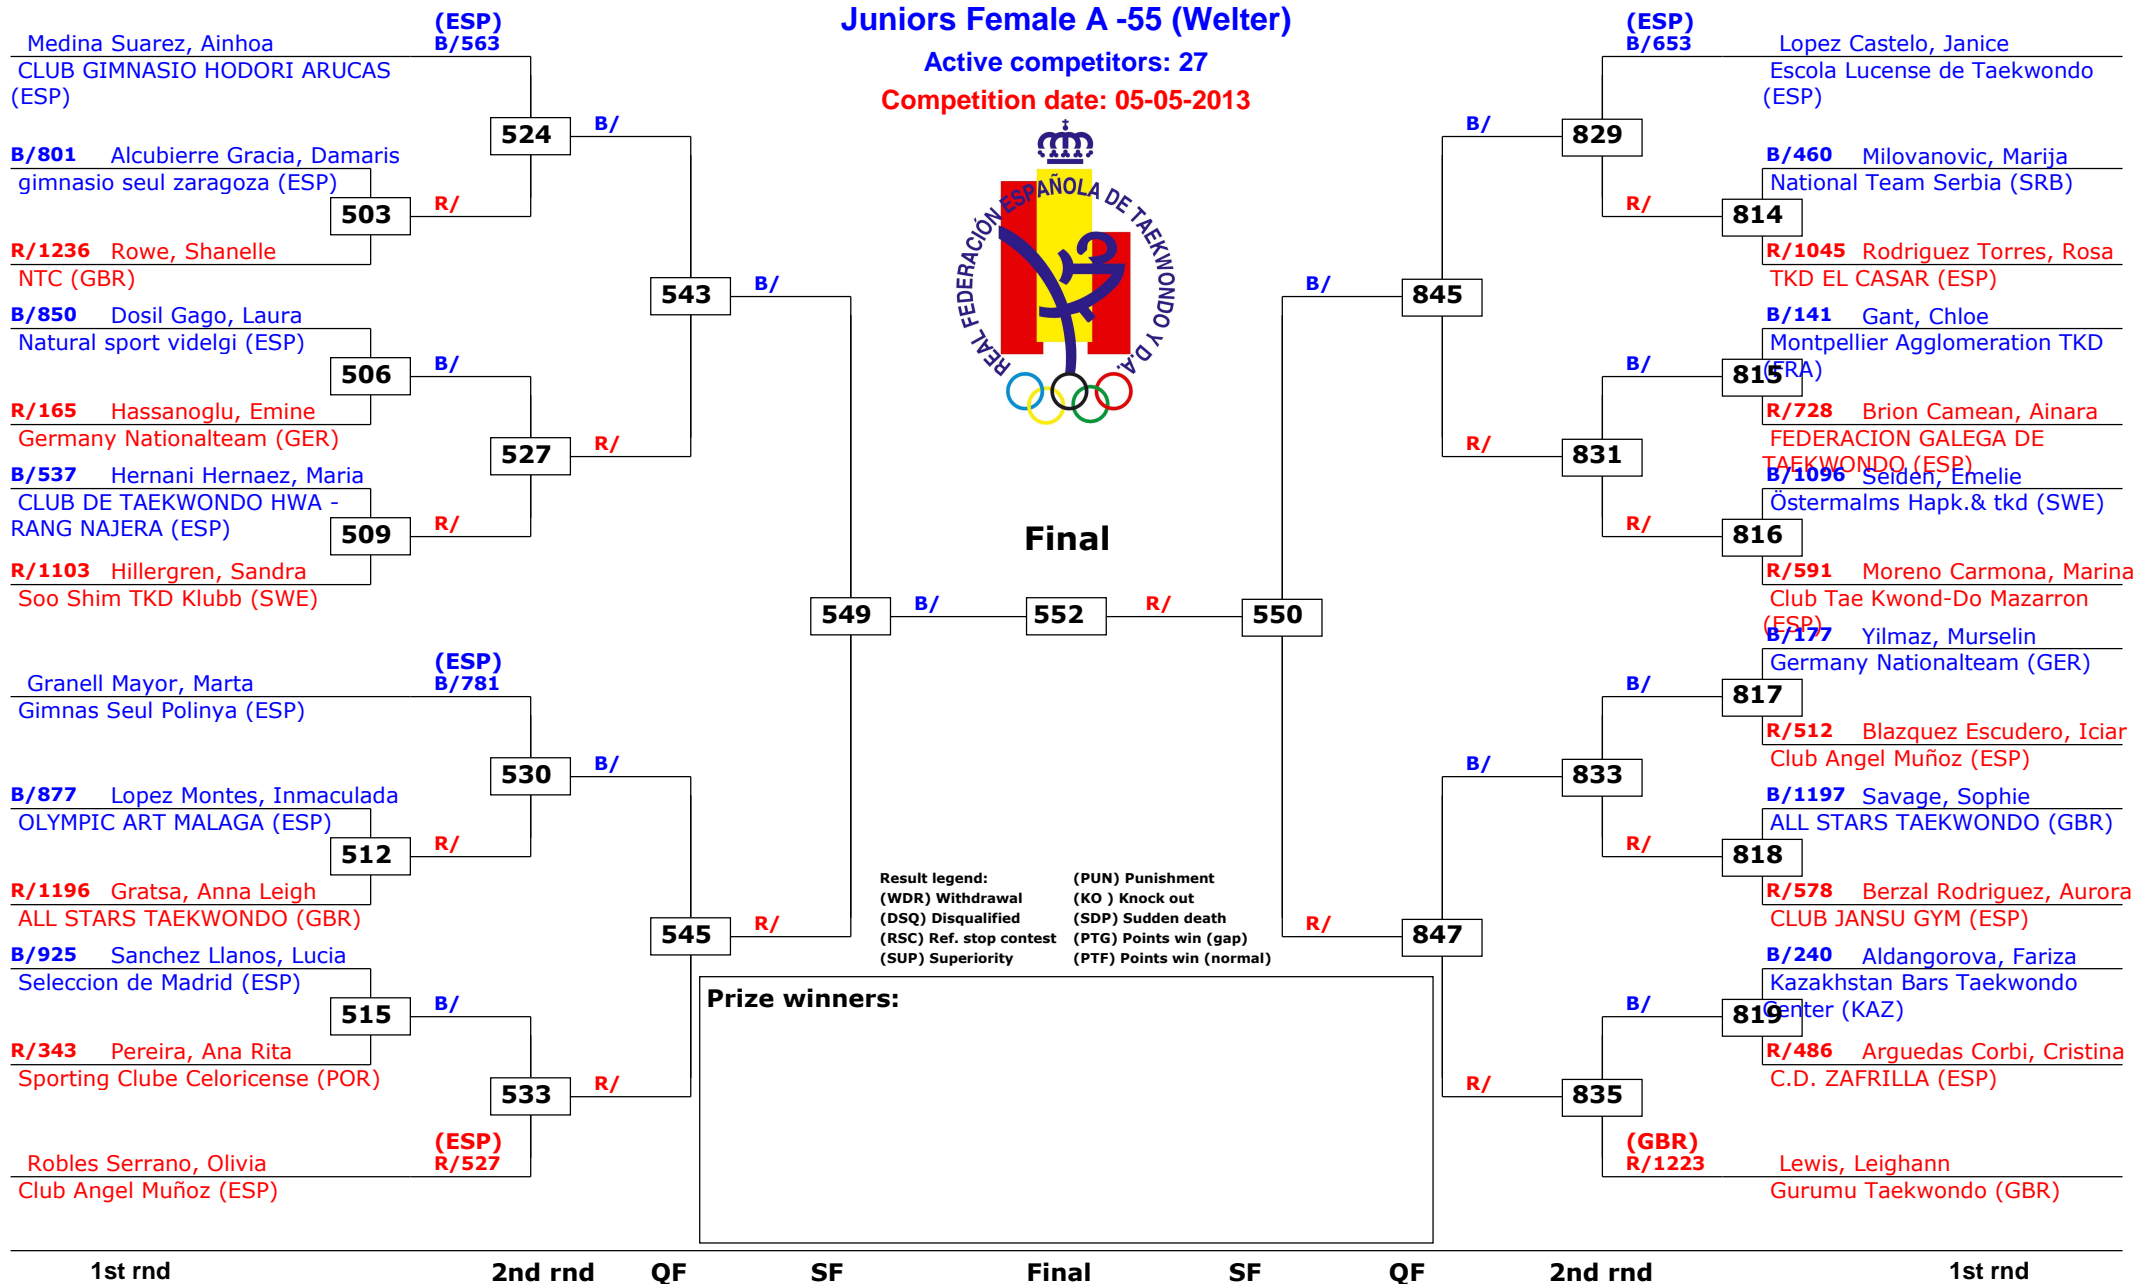 Juniors Female A -55 (Welter)
Active competitors: 27
Competition date: 05-05-2013
REAL FEDERACIÓN ESPAÑOLA DE TAEKWONDO Y D.A.
(ESP)
Medina Suarez, Ainhoa B/563
CLUB GIMNASIO HODORI ARUCAS
(ESP)
524
B/
B/801 Alcubierre Gracia, Damaris
gimnasio seul zaragoza (ESP)
503
R/
R/1236 Rowe, Shanelle
NTC (GBR)
543
B/
B/850 Dosil Gago, Laura
Natural sport videlgi (ESP)
506
B/
R/165 Hassanoglu, Emine
Germany Nationalteam (GER)
527
R/
B/537 Hernani Hernaez, Maria
CLUB DE TAEKWONDO HWA -
RANG NAJERA (ESP)
509
R/
R/1103 Hillergren, Sandra
Soo Shim TKD Klubb (SWE)
549
B/
(ESP)
Granell Mayor, Marta B/781
Gimnas Seul Polinya (ESP)
530
B/
B/877 Lopez Montes, Inmaculada
OLYMPIC ART MALAGA (ESP)
512
R/
R/1196 Gratsa, Anna Leigh
ALL STARS TAEKWONDO (GBR)
545
R/
B/925 Sanchez Llanos, Lucia
Seleccion de Madrid (ESP)
515
B/
R/343 Pereira, Ana Rita
Sporting Clube Celoricense (POR)
533
R/
(ESP)
Robles Serrano, Olivia R/527
Club Angel Muñoz (ESP)
Final
552
R/
550
(ESP)
B/653 Lopez Castelo, Janice
Escola Lucense de Taekwondo
(ESP)
B/
829
B/460 Milovanovic, Marija
National Team Serbia (SRB)
R/
814
R/1045 Rodriguez Torres, Rosa
TKD EL CASAR (ESP)
B/
845
B/141 Gant, Chloe
Montpellier Agglomeration TKD
(FRA)
B/
815
R/728 Brion Camean, Ainara
FEDERACION GALEGA DE
TAEKWONDO (ESP)
R/
831
B/1096 Seiden, Emelie
Östermalms Hapk.& tkd (SWE)
R/
816
R/591 Moreno Carmona, Marina
Club Tae Kwond-Do Mazarron
(ESP)
B/177 Yilmaz, Murselin
Germany Nationalteam (GER)
B/
817
R/512 Blazquez Escudero, Iciar
Club Angel Muñoz (ESP)
B/
833
B/1197 Savage, Sophie
ALL STARS TAEKWONDO (GBR)
R/
818
R/578 Berzal Rodriguez, Aurora
CLUB JANSU GYM (ESP)
R/
847
B/240 Aldangorova, Fariza
Kazakhstan Bars Taekwondo
Center (KAZ)
B/
819
R/486 Arguedas Corbi, Cristina
C.D. ZAFRILLA (ESP)
R/
835
(GBR)
R/1223 Lewis, Leighann
Gurumu Taekwondo (GBR)
Result legend: (PUN) Punishment
(WDR) Withdrawal (KO ) Knock out
(DSQ) Disqualified (SDP) Sudden death
(RSC) Ref. stop contest (PTG) Points win (gap)
(SUP) Superiority (PTF) Points win (normal)
Prize winners:
1st rnd 2nd rnd QF SF Final SF QF 2nd rnd 1st rnd